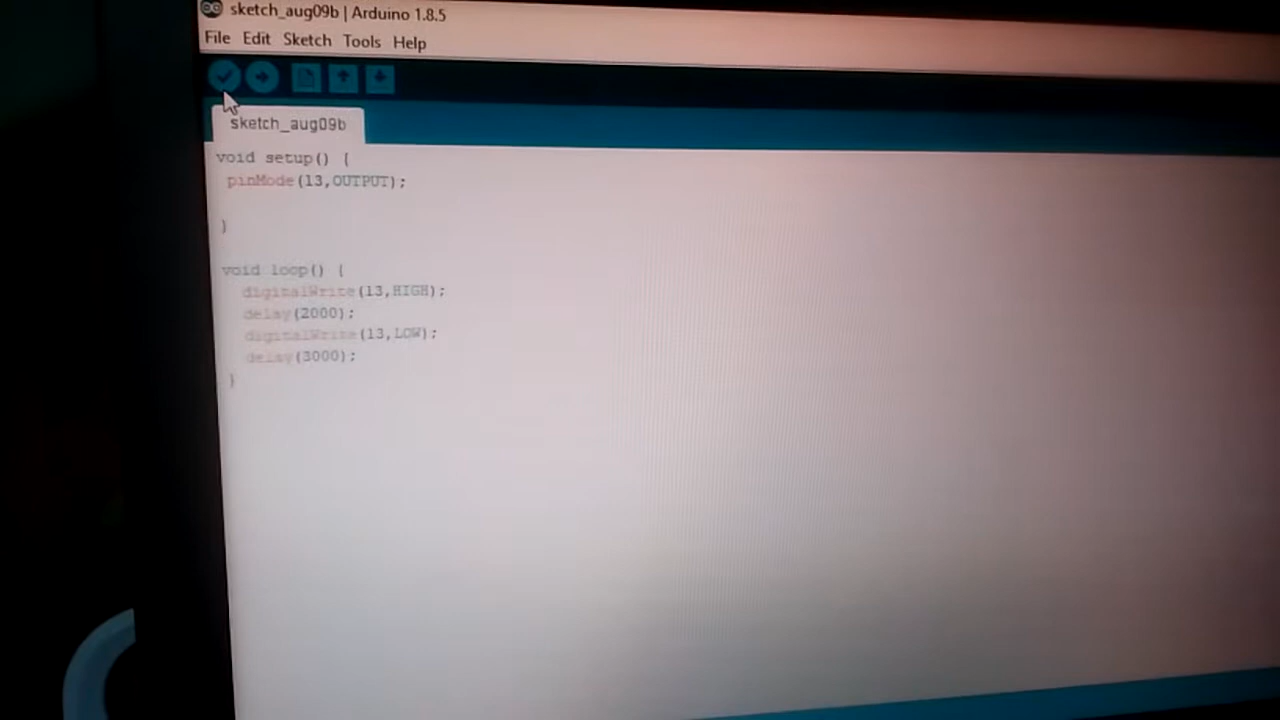 sketch_aug09b | Arduino 1.8.5
File Edit Sketch Tools Help
sketch_aug09b
void setup() {
pinMode(13,OUTPUT);
}
void loop() {
digitalWrite(13,HIGH);
delay(2000);
digitalWrite(13,LOW);
delay(3000);
}